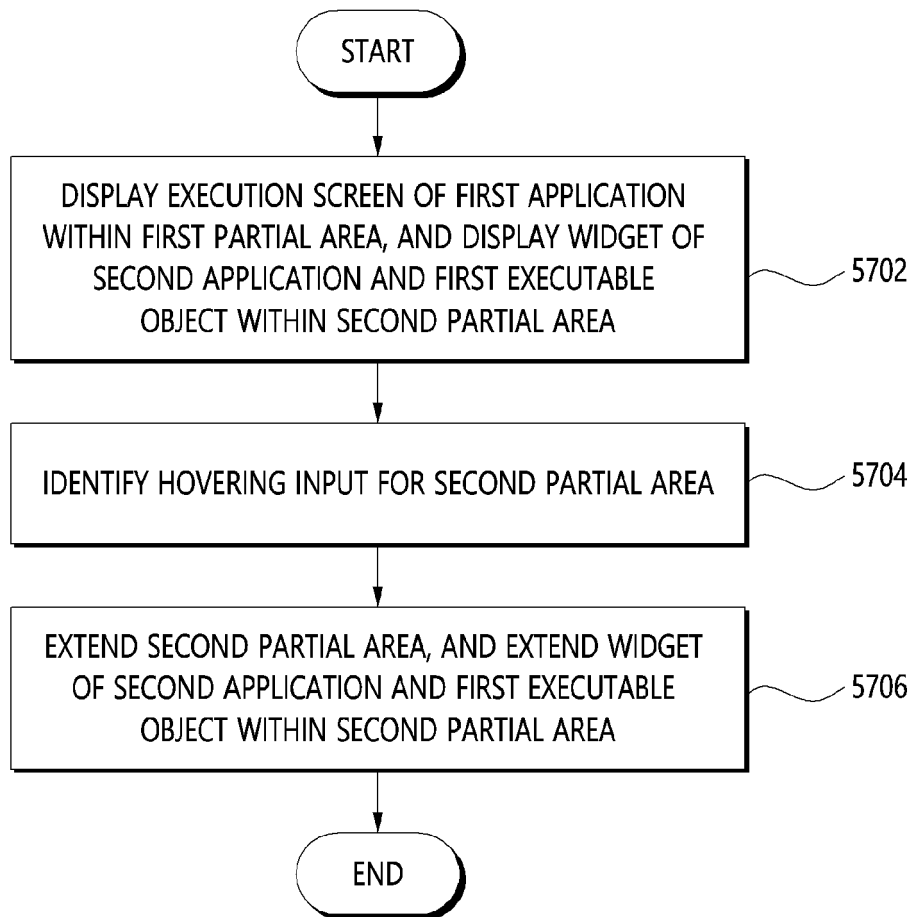 START
DISPLAY EXECUTION SCREEN OF FIRST APPLICATION
WITHIN FIRST PARTIAL AREA, AND DISPLAY WIDGET OF
SECOND APPLICATION AND FIRST EXECUTABLE
OBJECT WITHIN SECOND PARTIAL AREA
5702
IDENTIFY HOVERING INPUT FOR SECOND PARTIAL AREA
5704
EXTEND SECOND PARTIAL AREA, AND EXTEND WIDGET
OF SECOND APPLICATION AND FIRST EXECUTABLE
OBJECT WITHIN SECOND PARTIAL AREA
5706
END